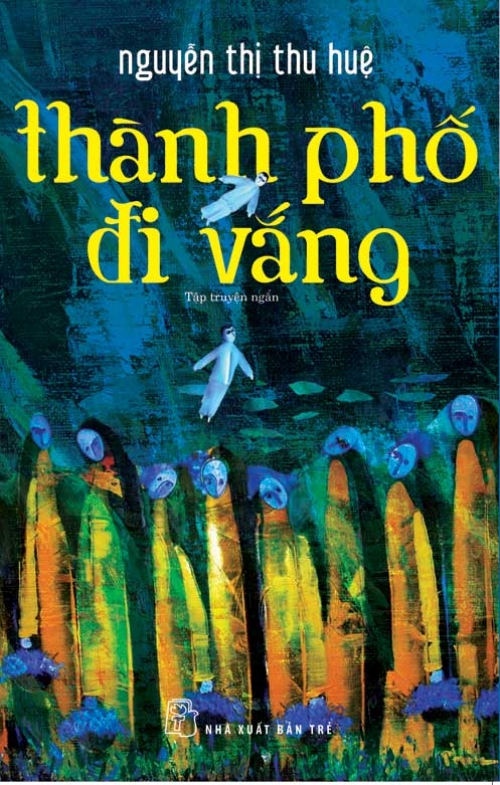 nguyễn thị thu huệ
thành phố
đi vắng
Tập truyện ngắn
NHÀ XUẤT BẢN TRẺ